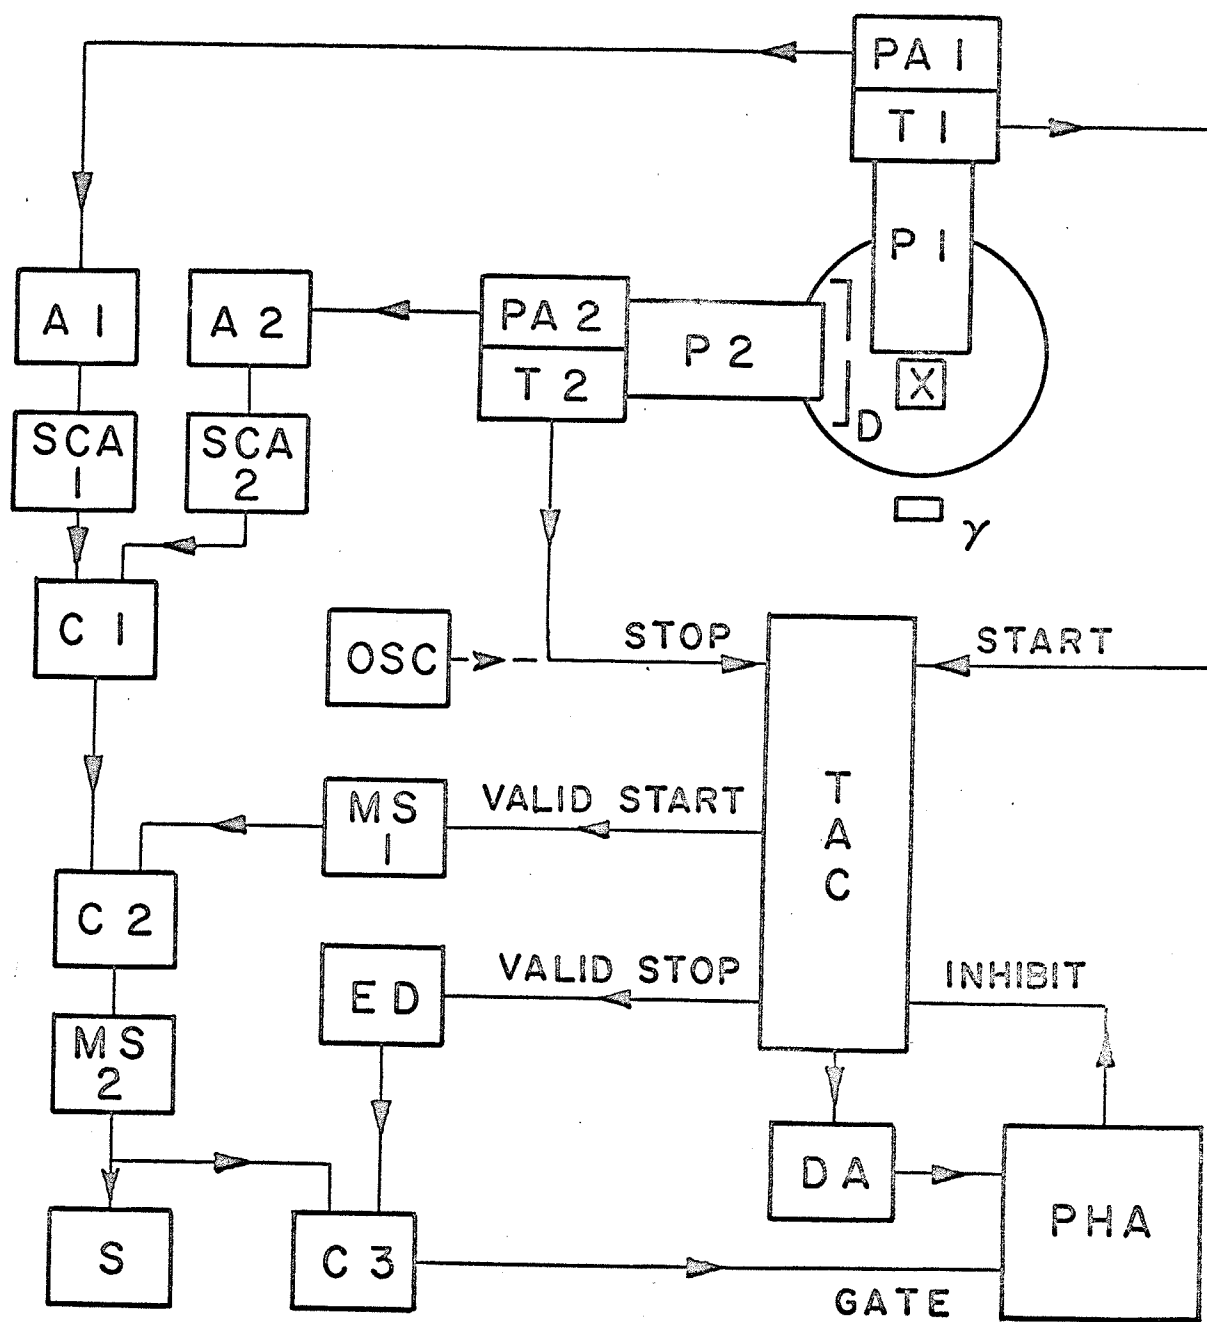 PA 1
T 1
P 1
A 1
A 2
PA 2
P 2
T 2
X
D
SCA
1
SCA
2
γ
C 1
OSC
STOP
START
T
A
C
MS
1
VALID START
C 2
ED
VALID STOP
INHIBIT
MS
2
DA
PHA
S
C 3
GATE